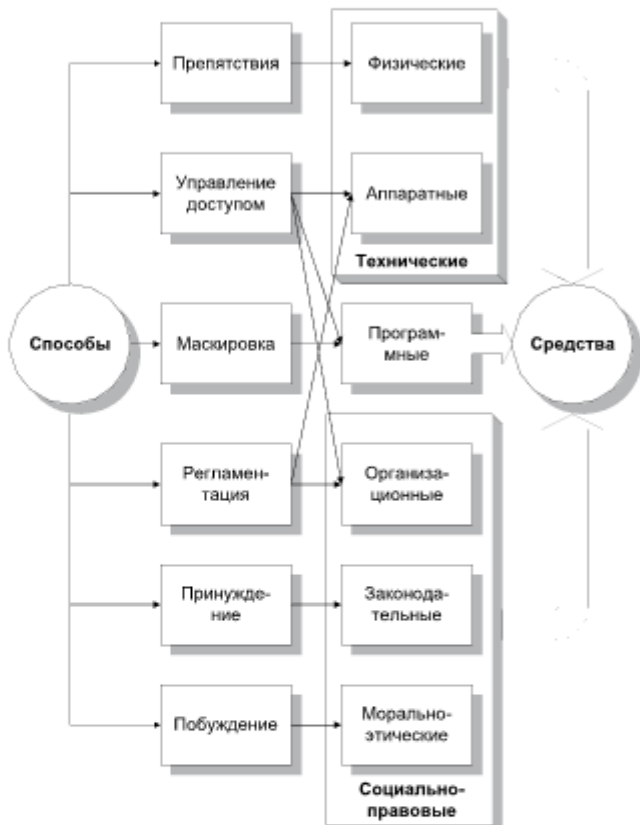 Препятствия
Физические
Управление
доступом
Аппаратные
Технические
Способы
Маскировка
Програм-
мные
Средства
Регламен-
тация
Организа-
ционные
Принужде-
ние
Законода-
тельные
Побуждение
Морально-
этические
Социально-
правовые